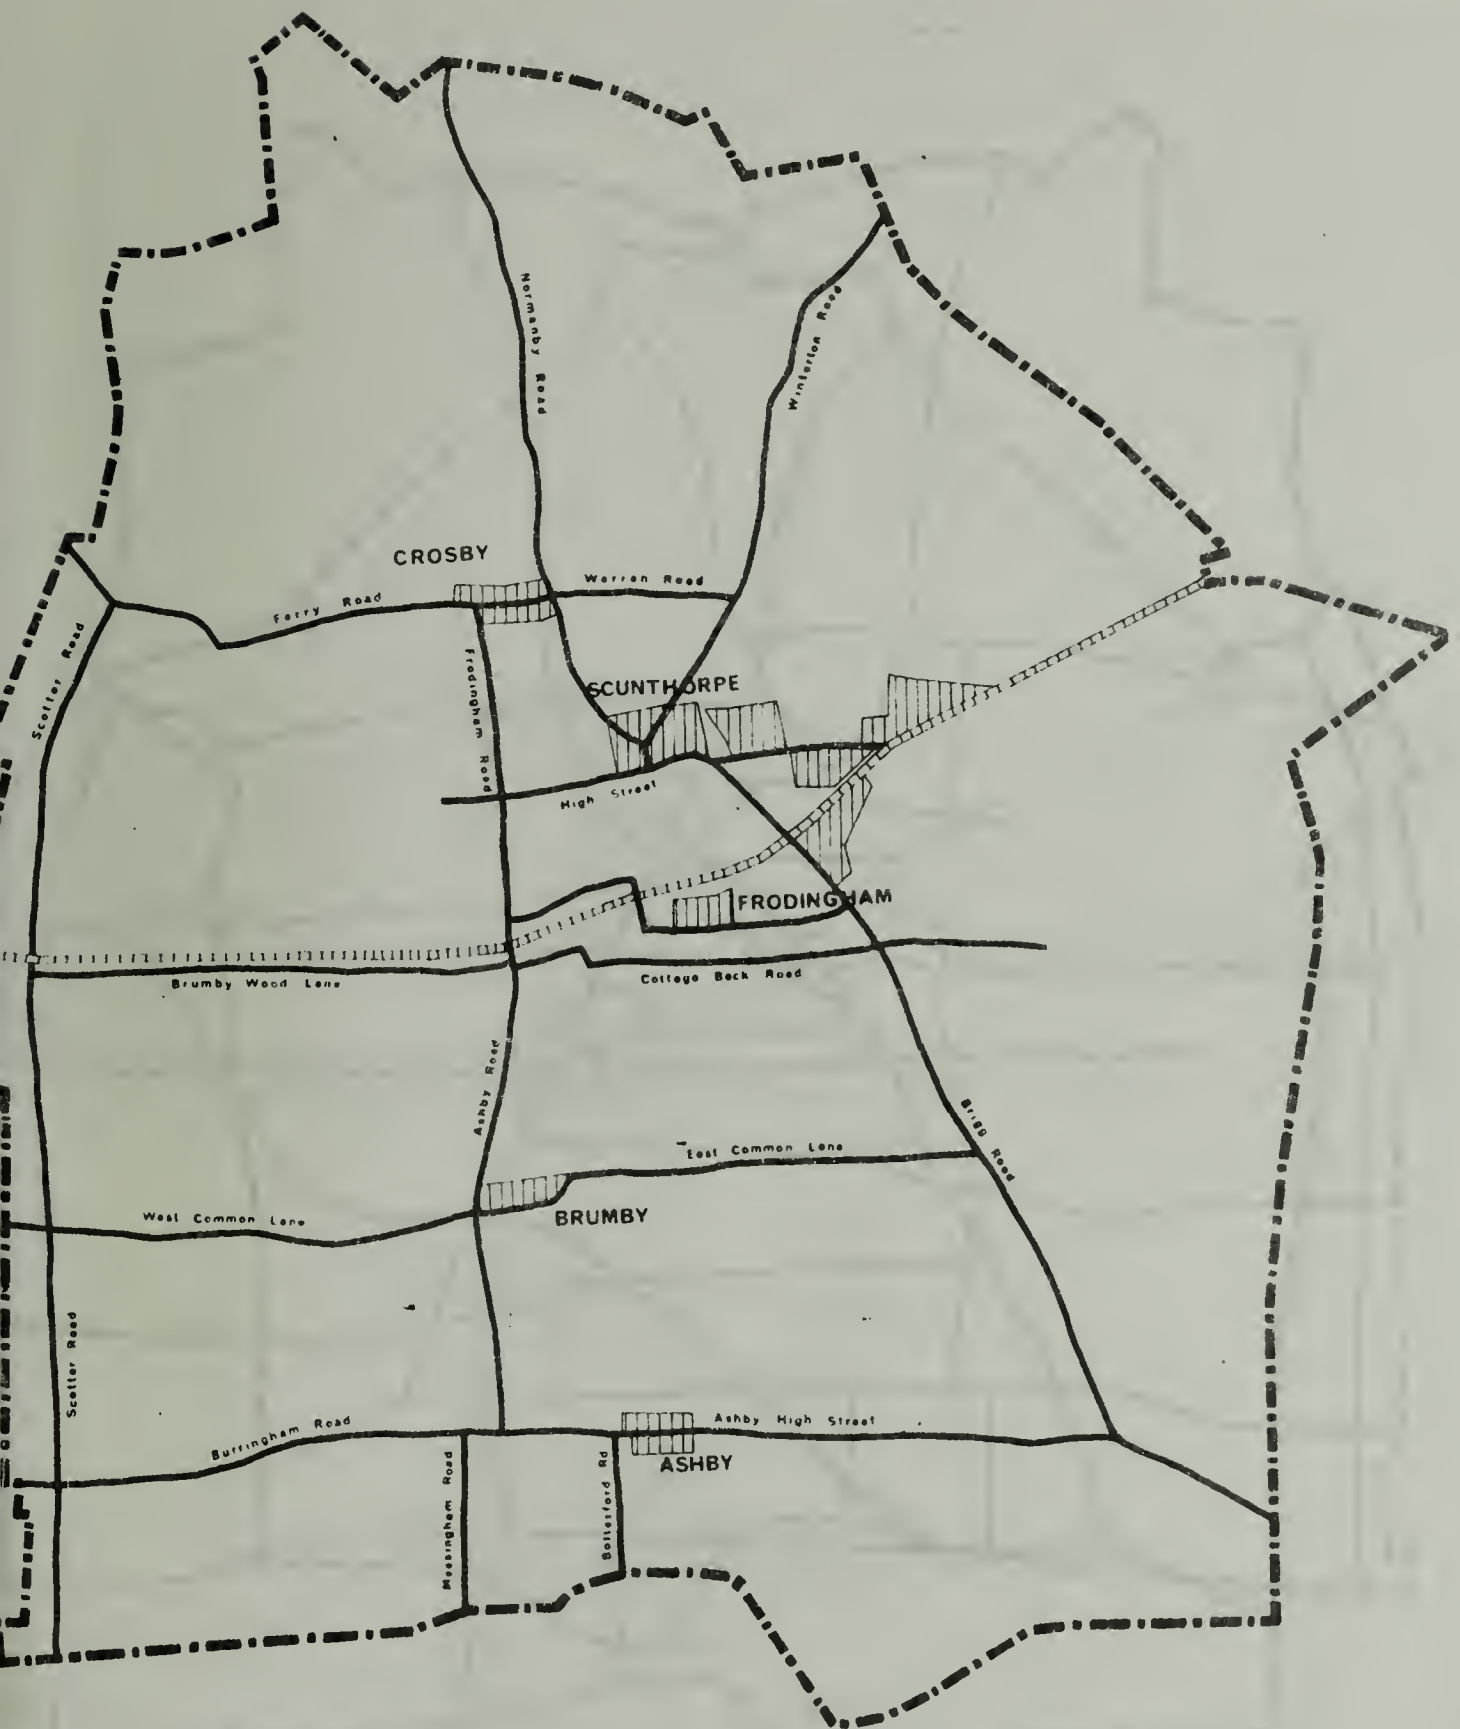 Normanby Road
Winterton Road
CROSBY
Warren Road
Ferry Road
Scotter Road
Frodingham Road
SCUNTHORPE
High Street
FRODINGHAM
Brumby Wood Lane
Cottage Beck Road
Ashby Road
Brigg Road
East Common Lane
BRUMBY
West Common Lane
Scotter Road
Burringham Road
Ashby High Street
ASHBY
Messingham Road
Bottesford Rd